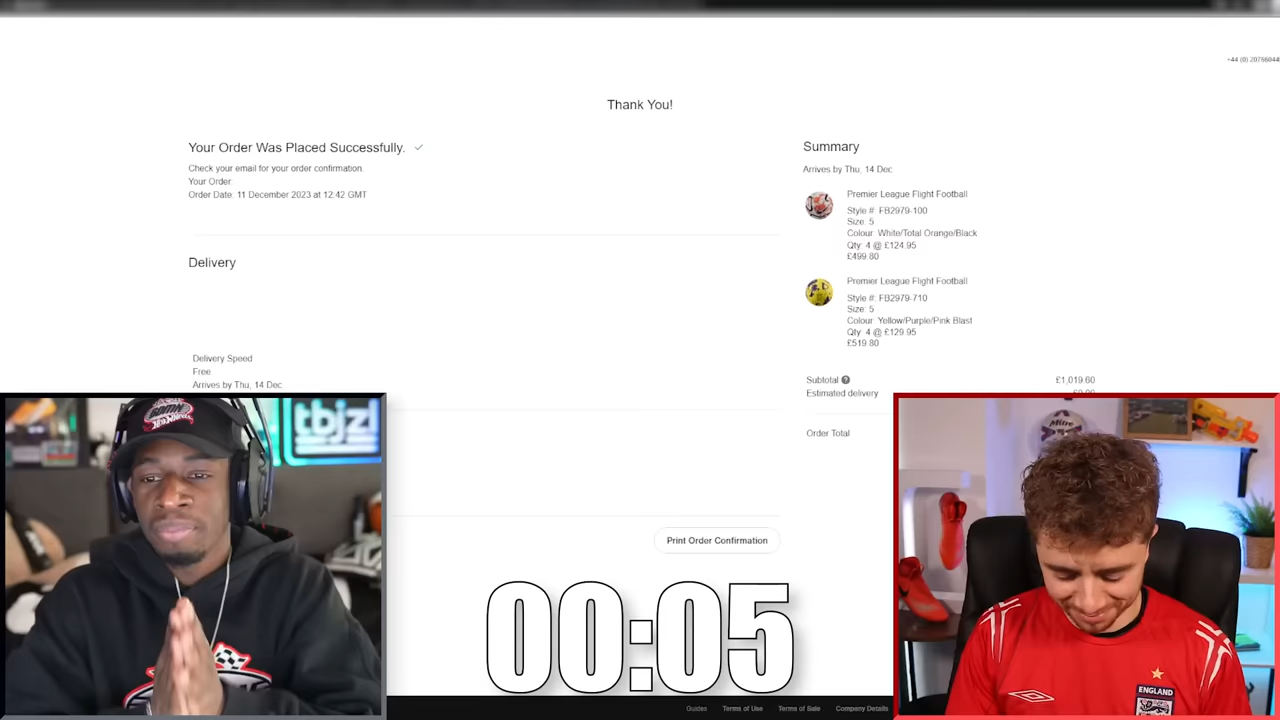 +44 (0) 20766044
Thank You!
Your Order Was Placed Successfully.
Check your email for your order confirmation.
Your Order:
Order Date: 11 December 2023 at 12:42 GMT
Delivery
Delivery Speed
Free
Arrives by Thu, 14 Dec
Summary
Arrives by Thu, 14 Dec
Premier League Flight Football
Style #: FB2979-100
Size: 5
Colour: White/Total Orange/Black
Qty: 4 @ £124.95
£499.80
Premier League Flight Football
Style #: FB2979-710
Size: 5
Colour: Yellow/Purple/Pink Blast
Qty: 4 @ £129.95
£519.80
Subtotal ?
£1,019.60
Estimated delivery
£0.00
Order Total
Print Order Confirmation
tbjzl
Mitre
ENGLAND
00:05
Guides Terms of Use Terms of Sale Company Details